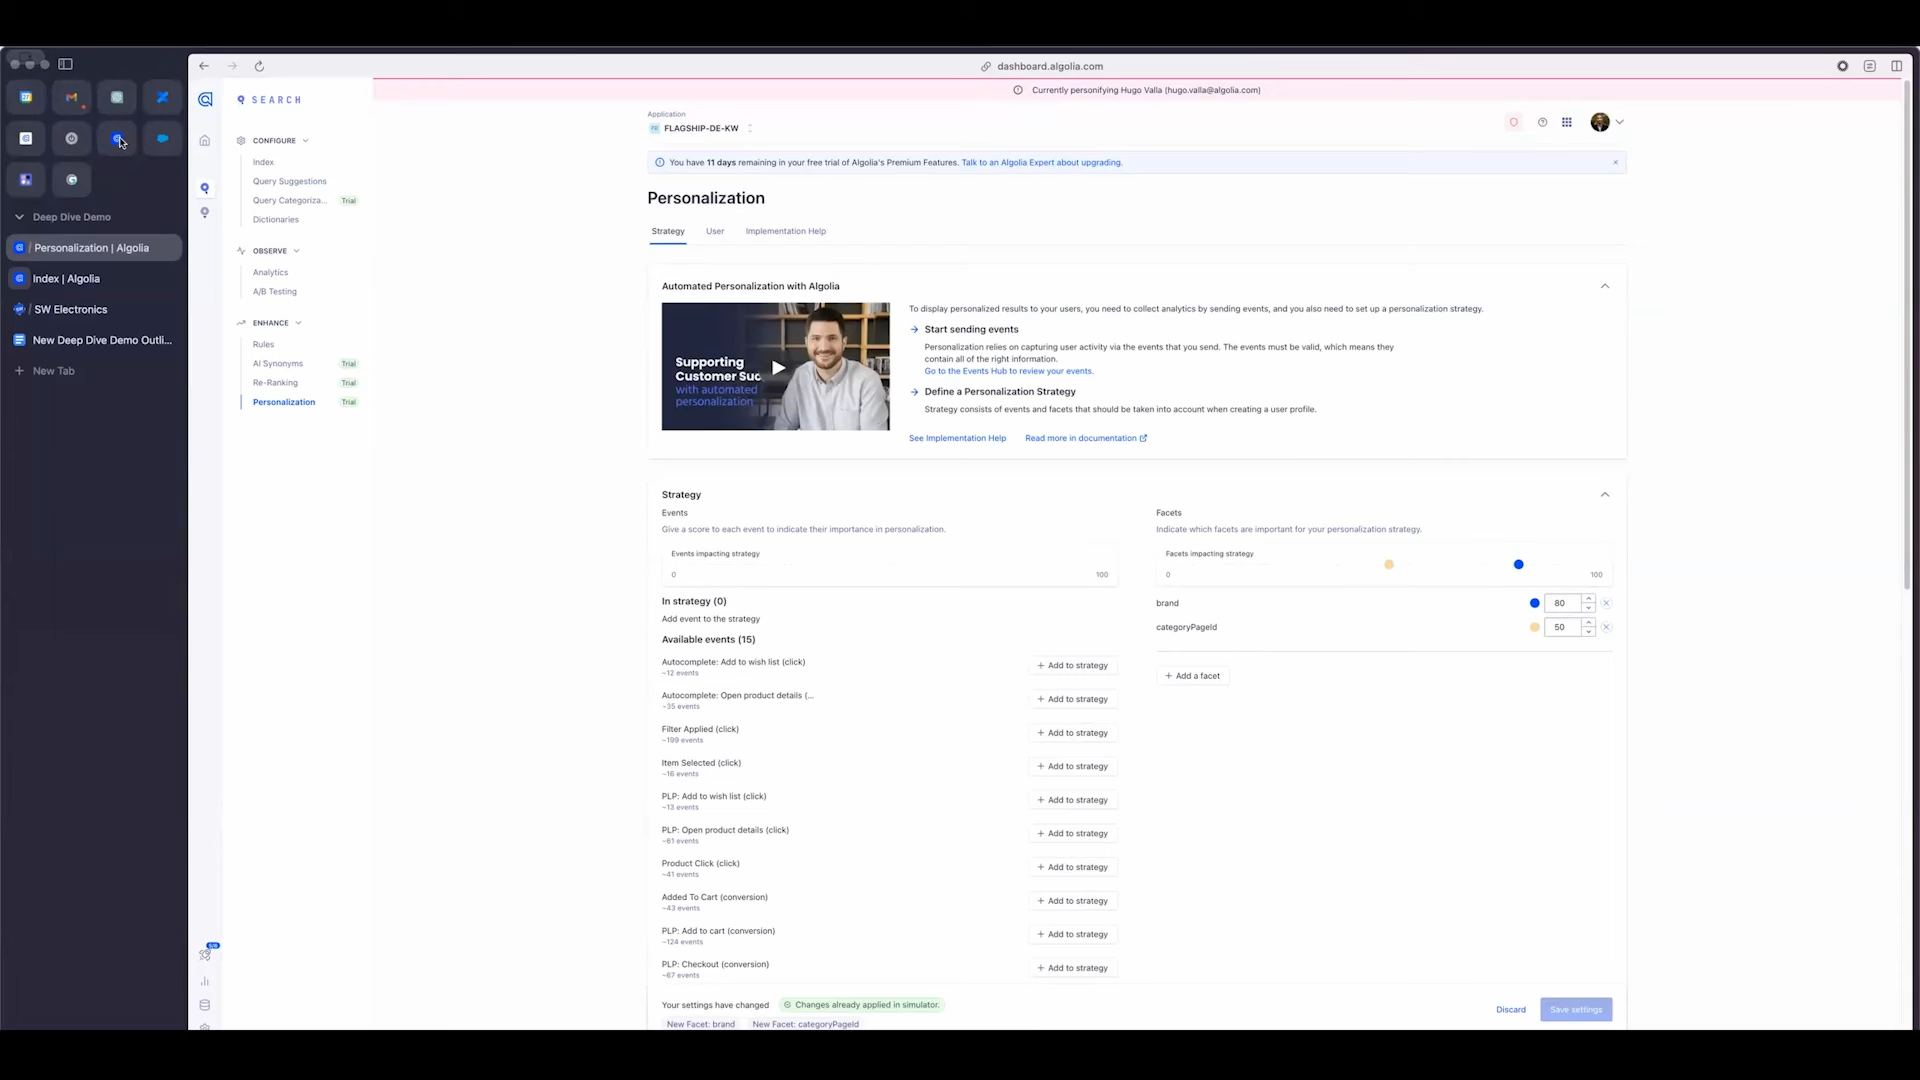 dashboard.algolia.com
Currently personifying Hugo Valla (hugo.valla@algolia.com)
SEARCH
Application
FLAGSHIP-DE-KW
CONFIGURE
Index
Query Suggestions
Query Categoriza... Trial
Dictionaries
OBSERVE
Analytics
A/B Testing
ENHANCE
Rules
AI Synonyms Trial
Re-Ranking Trial
Personalization Trial
Deep Dive Demo
/ Personalization | Algolia
Index | Algolia
/ SW Electronics
New Deep Dive Demo Outli...
+ New Tab
You have 11 days remaining in your free trial of Algolia's Premium Features. Talk to an Algolia Expert about upgrading.
Personalization
Strategy User Implementation Help
Automated Personalization with Algolia
Supporting
Customer Suc
with automated
personalization
To display personalized results to your users, you need to collect analytics by sending events, and you also need to set up a personalization strategy.
Start sending events
Personalization relies on capturing user activity via the events that you send. The events must be valid, which means they
contain all of the right information.
Go to the Events Hub to review your events.
Define a Personalization Strategy
Strategy consists of events and facets that should be taken into account when creating a user profile.
See Implementation Help Read more in documentation
Strategy
Events
Give a score to each event to indicate their importance in personalization.
Events impacting strategy
0 100
In strategy (0)
Add event to the strategy
Available events (15)
Autocomplete: Add to wish list (click)
~12 events
+ Add to strategy
Autocomplete: Open product details (...
~35 events
+ Add to strategy
Filter Applied (click)
~199 events
+ Add to strategy
Item Selected (click)
~16 events
+ Add to strategy
PLP: Add to wish list (click)
~13 events
+ Add to strategy
PLP: Open product details (click)
~61 events
+ Add to strategy
Product Click (click)
~41 events
+ Add to strategy
Added To Cart (conversion)
~43 events
+ Add to strategy
PLP: Add to cart (conversion)
~124 events
+ Add to strategy
PLP: Checkout (conversion)
~67 events
+ Add to strategy
Facets
Indicate which facets are important for your personalization strategy.
Facets impacting strategy
0 100
brand 80
categoryPageId 50
+ Add a facet
Your settings have changed Changes already applied in simulator.
New Facet: brand New Facet: categoryPageId
Discard Save settings